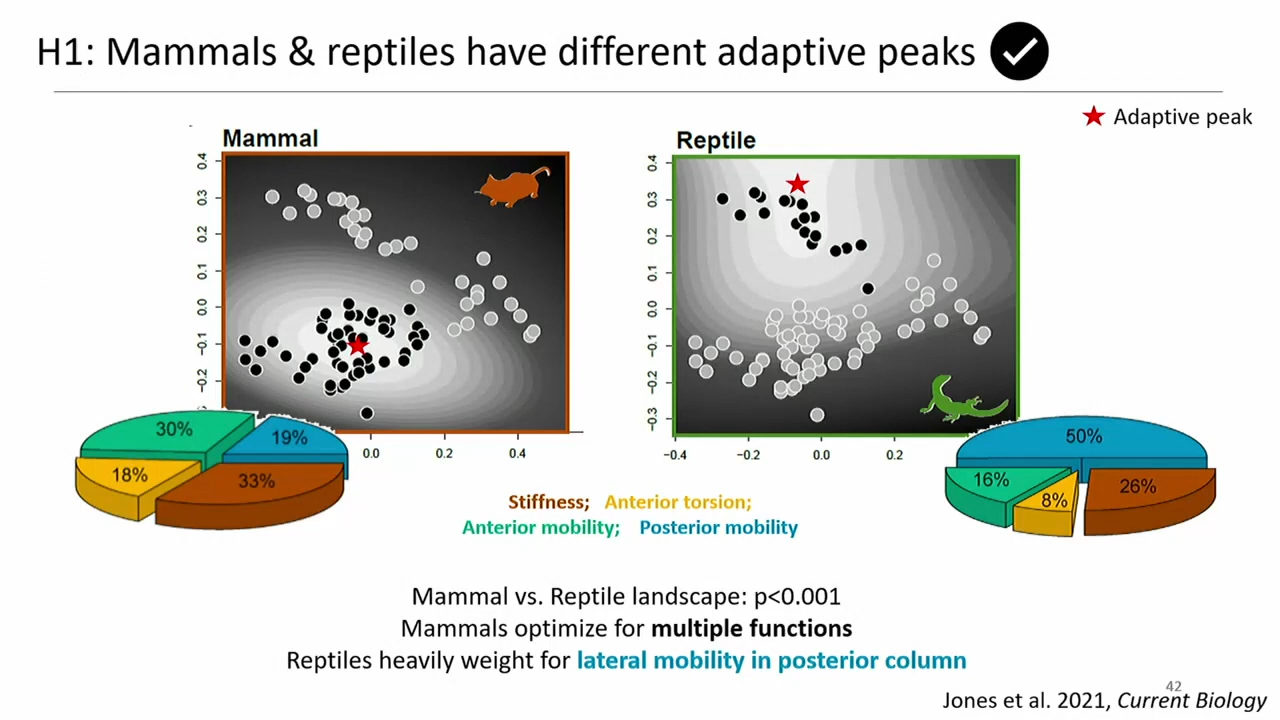 H1: Mammals & reptiles have different adaptive peaks
Adaptive peak
Mammal
0.4
0.3
0.2
0.1
0.0
−0.1
−0.2
0.0 0.2 0.4
Reptile
0.4
0.3
0.2
0.1
0.0
−0.1
−0.2
−0.3
−0.4 −0.2 0.0 0.2
30%
19%
18%
33%
50%
16%
8%
26%
Stiffness; Anterior torsion;
Anterior mobility; Posterior mobility
Mammal vs. Reptile landscape: p<0.001
Mammals optimize for multiple functions
Reptiles heavily weight for lateral mobility in posterior column
42
Jones et al. 2021, Current Biology